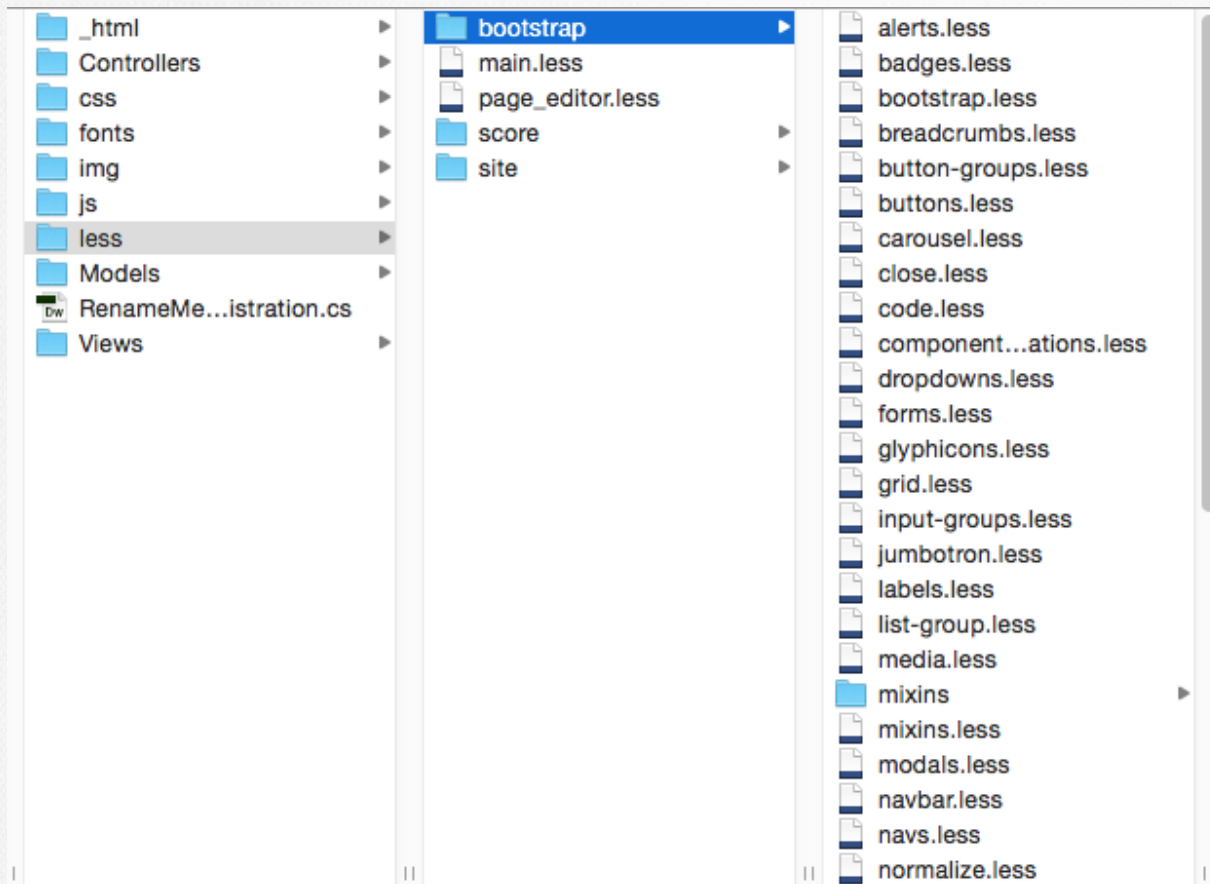 _html
Controllers
css
fonts
img
js
less
Models
Dw
RenameMe...istration.cs
Views
bootstrap
main.less
page_editor.less
score
site
alerts.less
badges.less
bootstrap.less
breadcrumbs.less
button-groups.less
buttons.less
carousel.less
close.less
code.less
component...ations.less
dropdowns.less
forms.less
glyphicons.less
grid.less
input-groups.less
jumbotron.less
labels.less
list-group.less
media.less
mixins
mixins.less
modals.less
navbar.less
navs.less
normalize.less